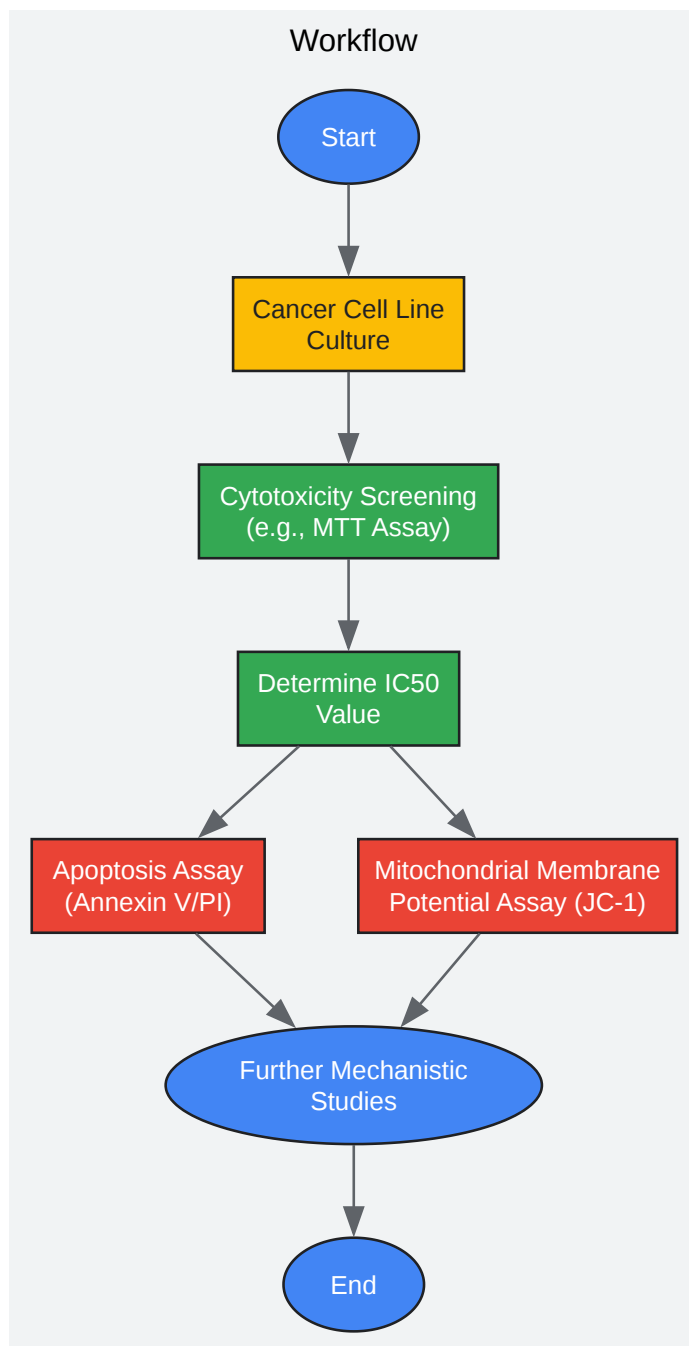 Workflow
Start
Cancer Cell Line
Culture
Cytotoxicity Screening
(e.g., MTT Assay)
Determine IC50
Value
Apoptosis Assay
(Annexin V/PI)
Mitochondrial Membrane
Potential Assay (JC-1)
Further Mechanistic
Studies
End